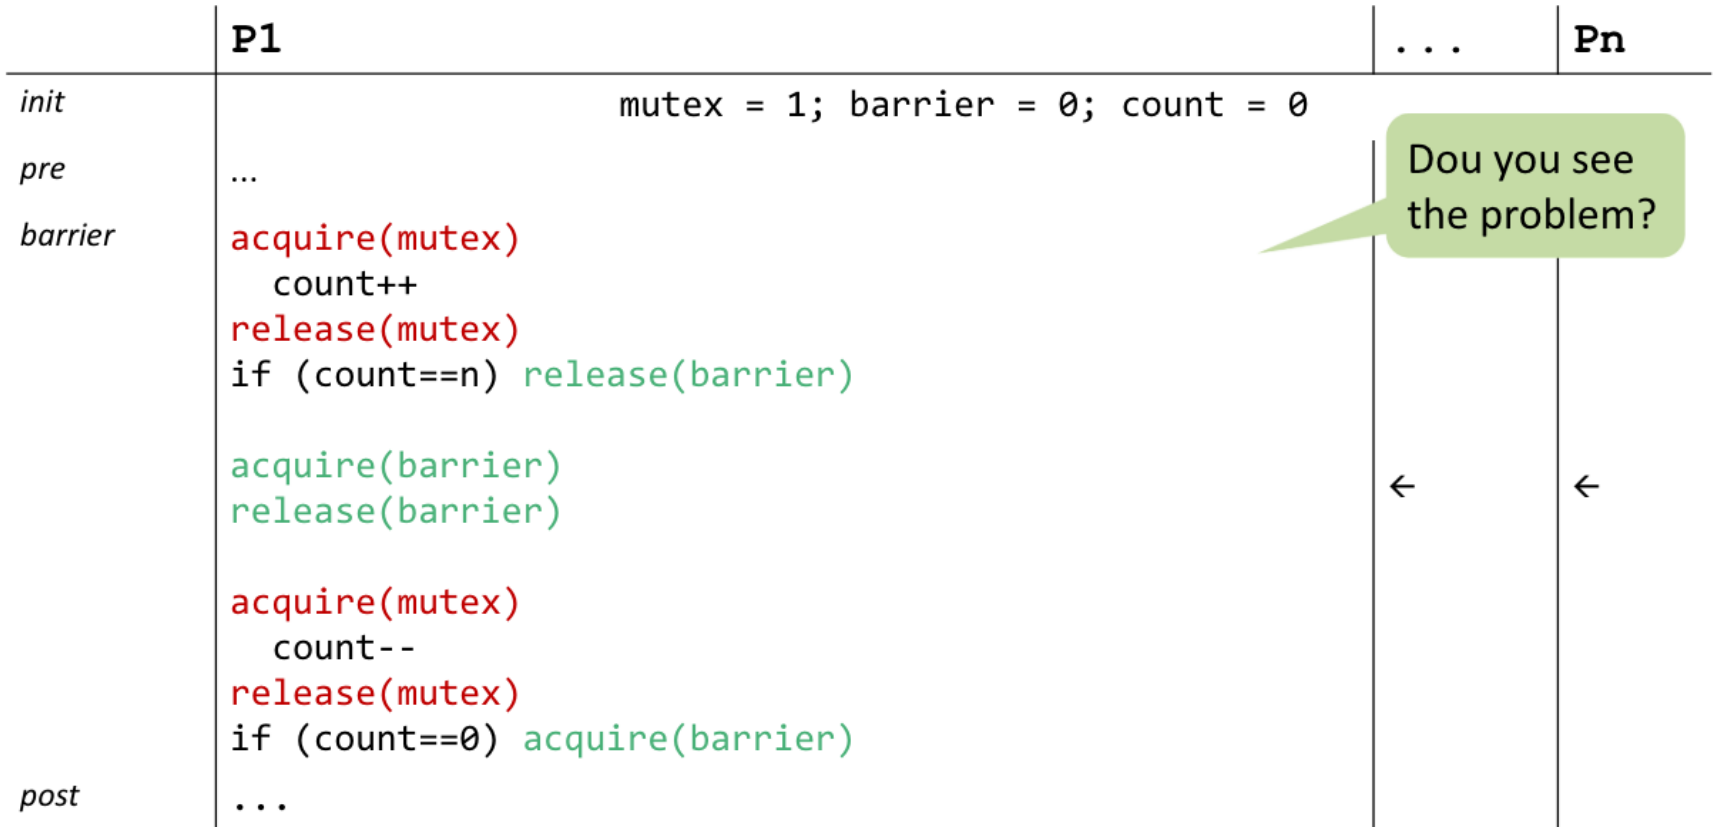 P1 ... Pn
init mutex = 1; barrier = 0; count = 0
pre ...
Dou you see
the problem?
barrier acquire(mutex)
count++
release(mutex)
if (count==n) release(barrier)
acquire(barrier)
← ←
release(barrier)
acquire(mutex)
count--
release(mutex)
if (count==0) acquire(barrier)
post ...